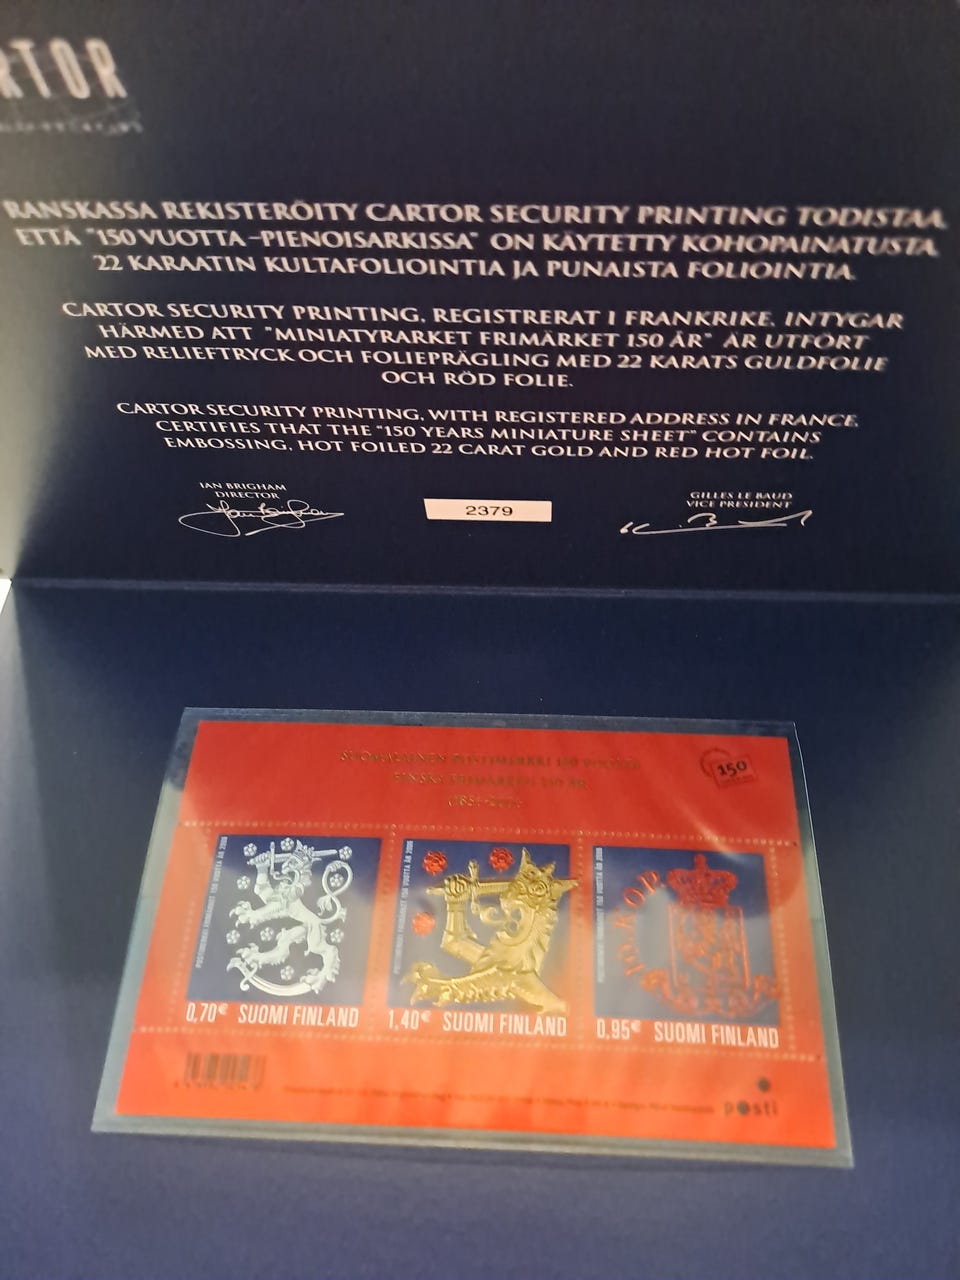 RTOR
RANSKASSA REKISTERÖITY CARTOR SECURITY PRINTING TODISTAA
ETTÄ "150 VUOTTA -PIENOISARKISSA" ON KÄYTETTY KOHOPAINATUSTA,
22 KARAATIN KULTAFOLIOINTIA JA PUNAISTA FOLIOINTIA.
CARTOR SECURITY PRINTING, REGISTRERAT I FRANKRIKE, INTYGAR
HÄRMED ATT "MINIATYRARKET FRIMÄRKET 150 ÅR" ÄR UTFÖRT
MED RELIEFTRYCK OCH FOLIEPRÄGLING MED 22 KARATS GULDFOLIE
OCH RÖD FOLIE.
CARTOR SECURITY PRINTING, WITH REGISTERED ADDRESS IN FRANCE,
CERTIFIES THAT THE "150 YEARS MINIATURE SHEET" CONTAINS
EMBOSSING, HOT FOILED 22 CARAT GOLD AND RED HOT FOIL.
IAN BRIGHAM
DIRECTOR
2379
GILLES LE BAUD
VICE PRESIDENT
SUOMALAINEN POSTIMERKKI 150 VUOTTA
150
0,70€ SUOMI FINLAND
1,40€ SUOMI FINLAND
0,95€ SUOMI FINLAND
posti